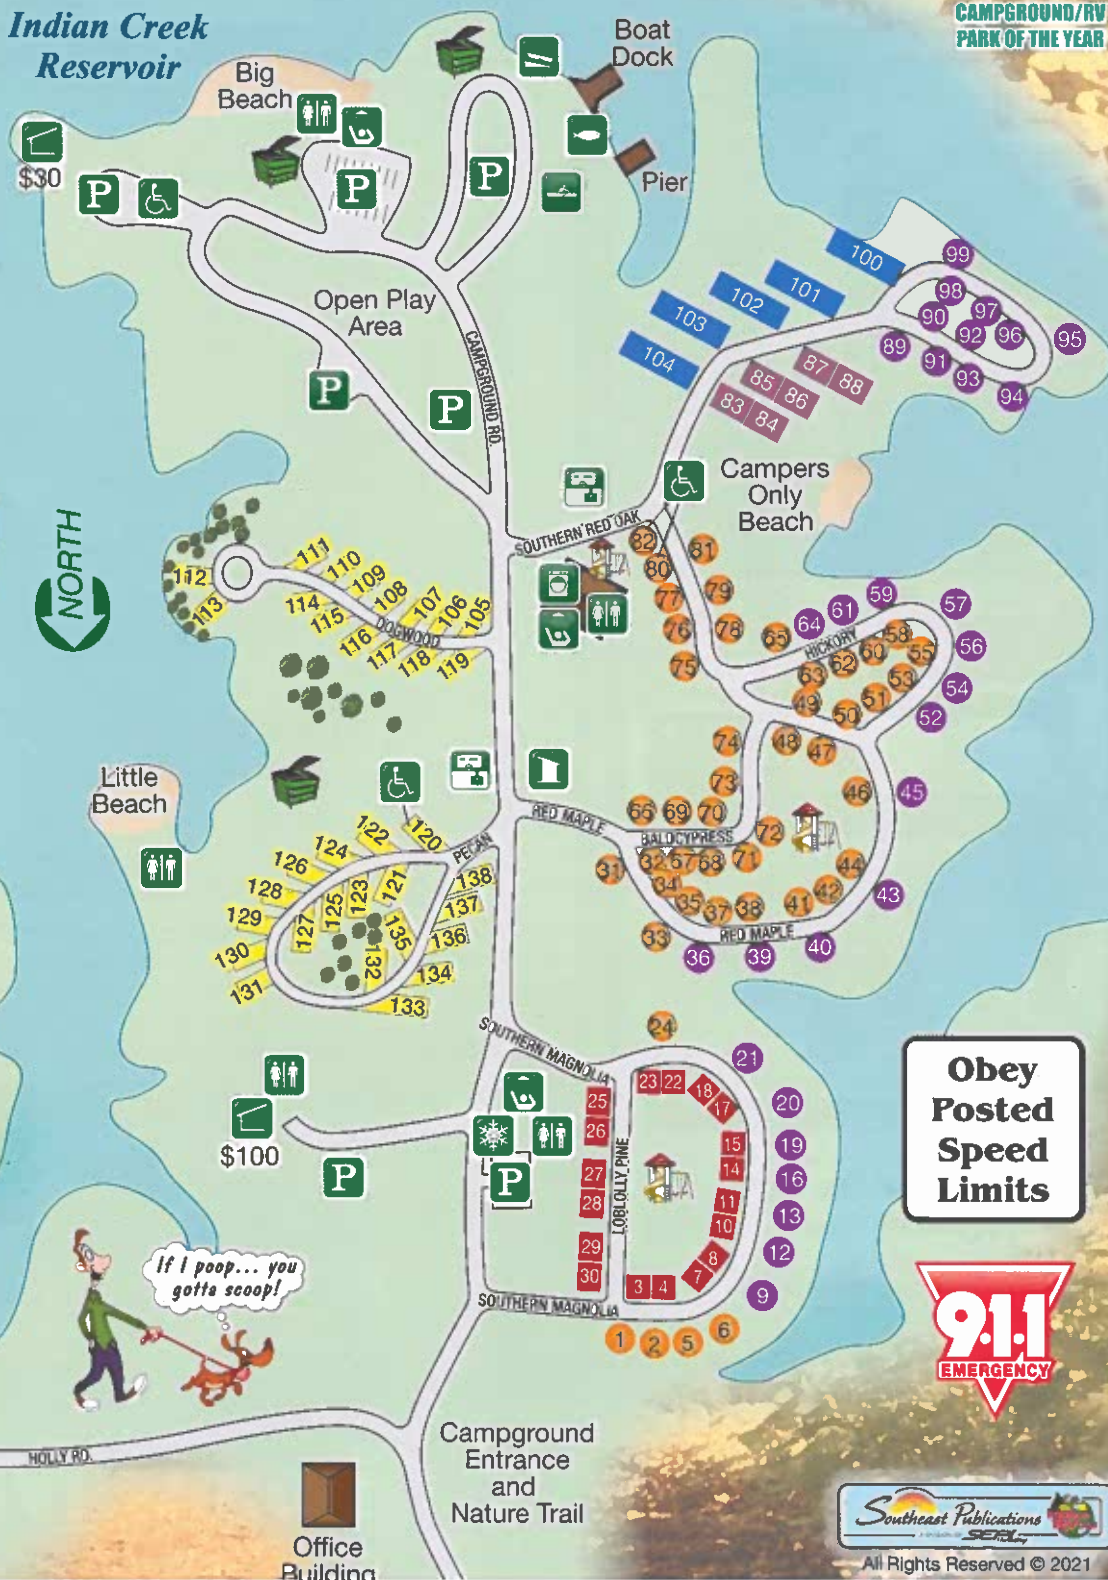 Indian Creek
Reservoir
CAMPGROUND/RV
PARK OF THE YEAR
Boat
Dock
Big
Beach
$30
P
P
P
Pier
Open Play
Area
CAMPGROUND RD.
P
P
100
101
102
103
104
99
98
97
90
92
96
95
89
91
93
94
87 88
85 86
83 84
Campers
Only
Beach
SOUTHERN RED OAK
NORTH
112
113
111
110
109
108
107
106
105
114
115
116
117
118
119
DOGWOOD
82
81
80
79
77
78
76
75
65
64
61
59
57
HICKORY
58
56
60
55
62
63
53
54
51
52
49
50
48
47
74
73
46
45
Little
Beach
RED MAPLE
66
69
70
BALDCYPRESS
72
31
32
67
68
71
34
35
37
38
41
42
44
43
33
RED MAPLE
36
39
40
PECAN
120
122
124
126
128
129
130
131
127
125
123
121
135
132
138
137
136
134
133
SOUTHERN MAGNOLIA
24
21
23 22
18
17
20
25
26
15
19
14
16
27
28
11
10
13
12
LOBLOLLY PINE
29
30
8
7
3 4
9
SOUTHERN MAGNOLIA
1
2
5
6
$100
P
P
Obey
Posted
Speed
Limits
If I poop... you
gotta scoop!
9.1.1
EMERGENCY
HOLLY RD.
Campground
Entrance
and
Nature Trail
Office
Building
Southeast Publications
All Rights Reserved © 2021